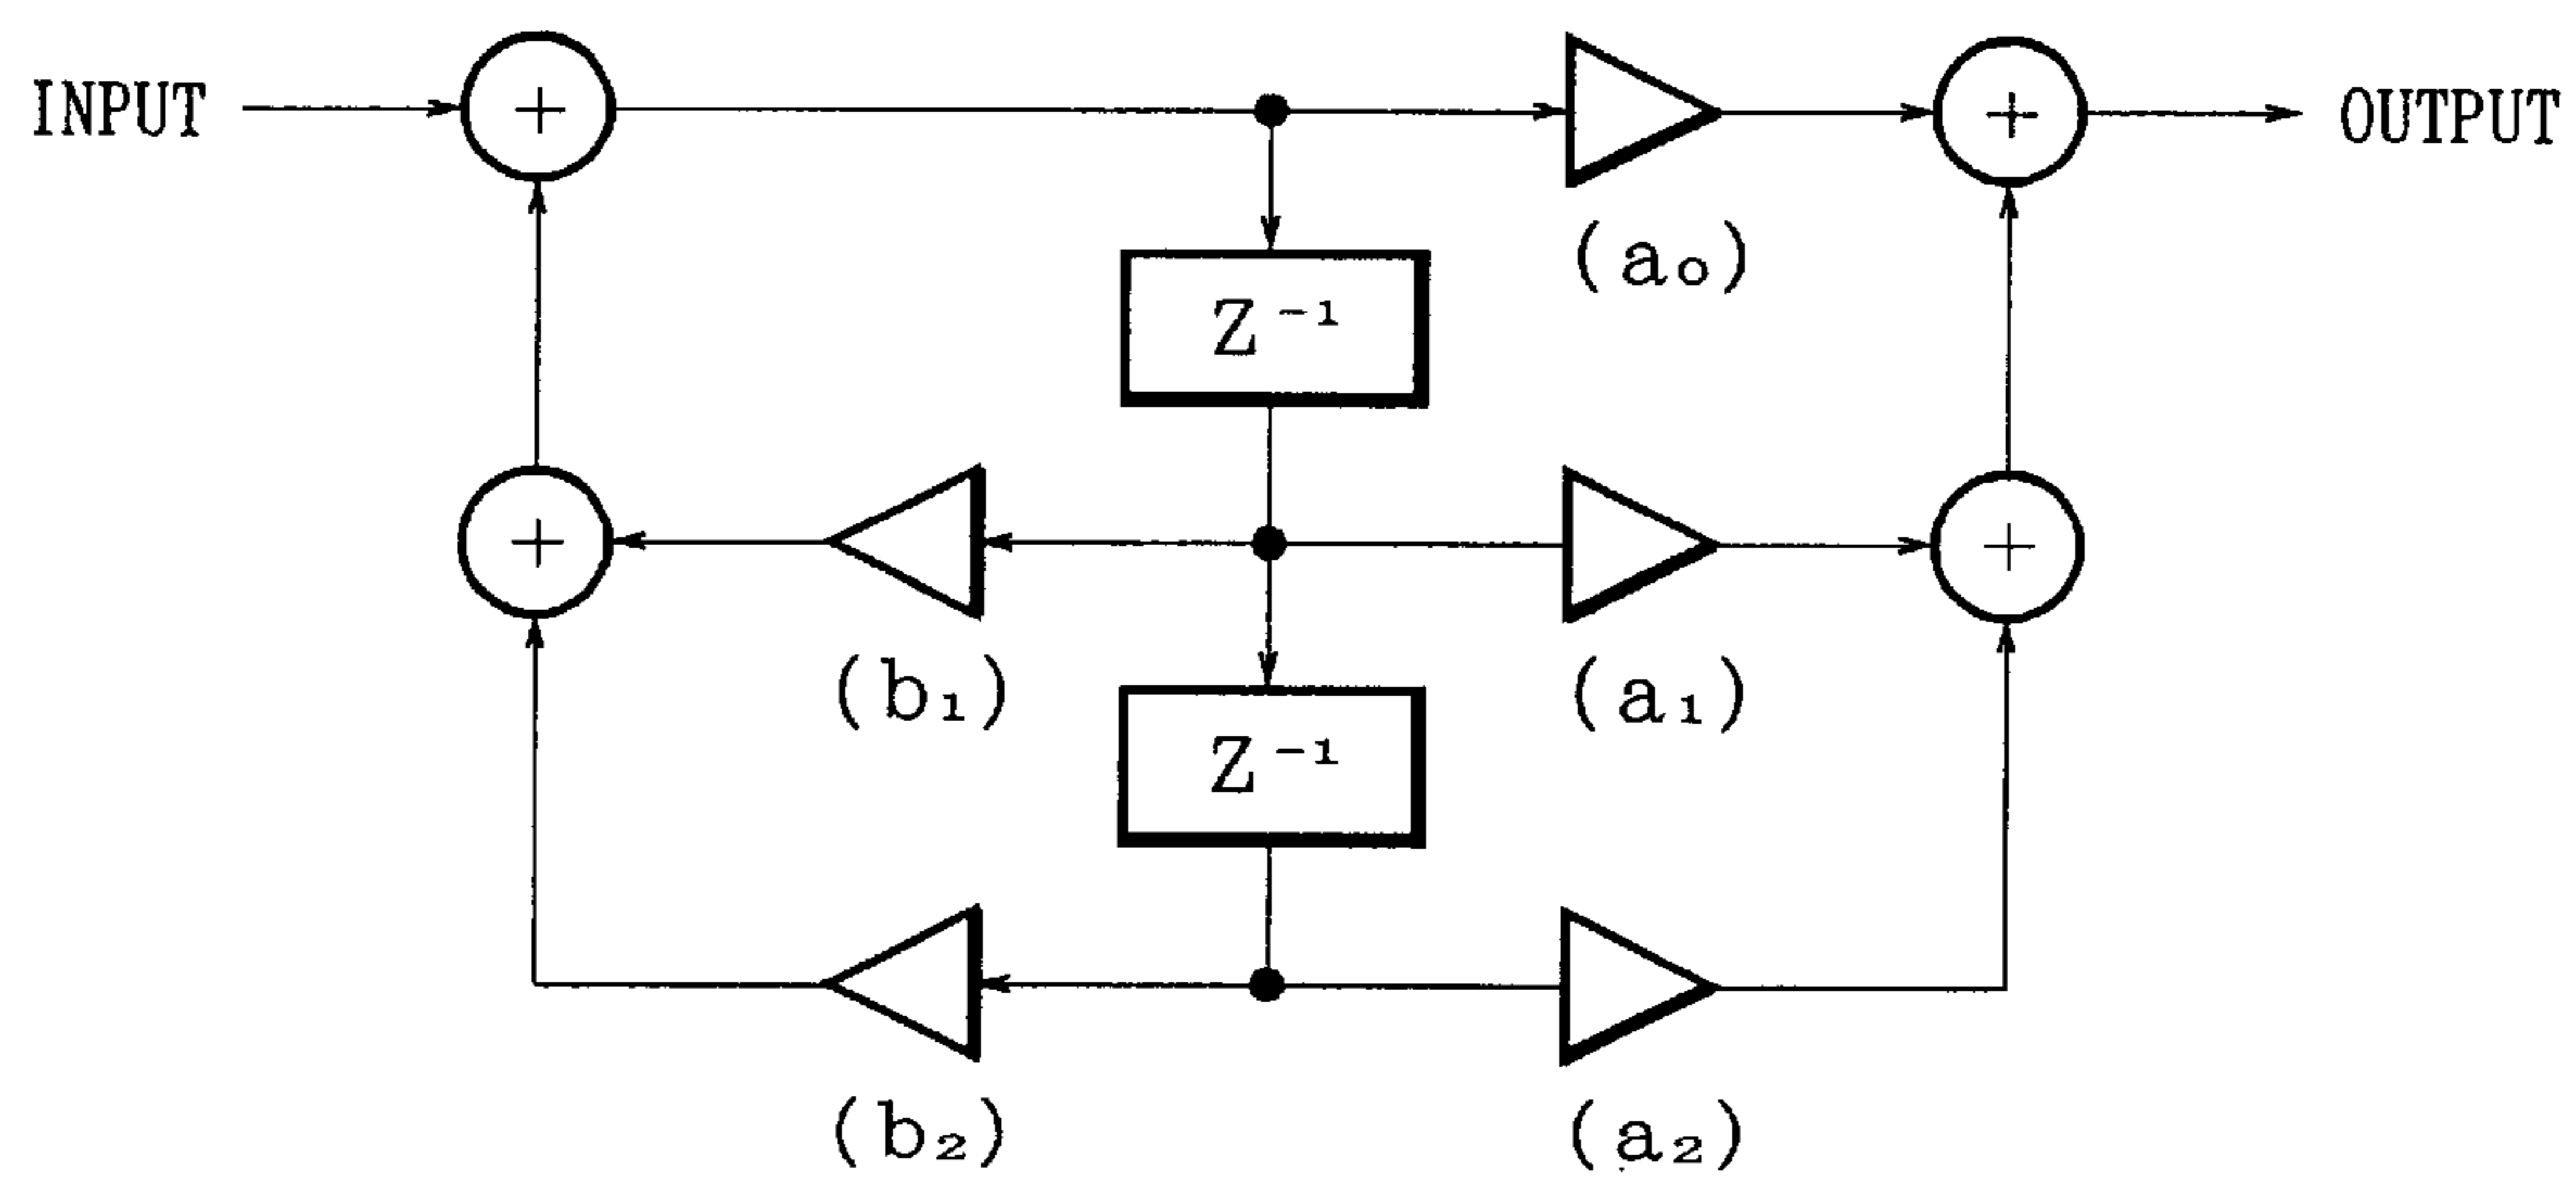 INPUT + (a₀) + OUTPUT
Z⁻¹
+ (b₁) (a₁) +
Z⁻¹
(b₂) (a₂)